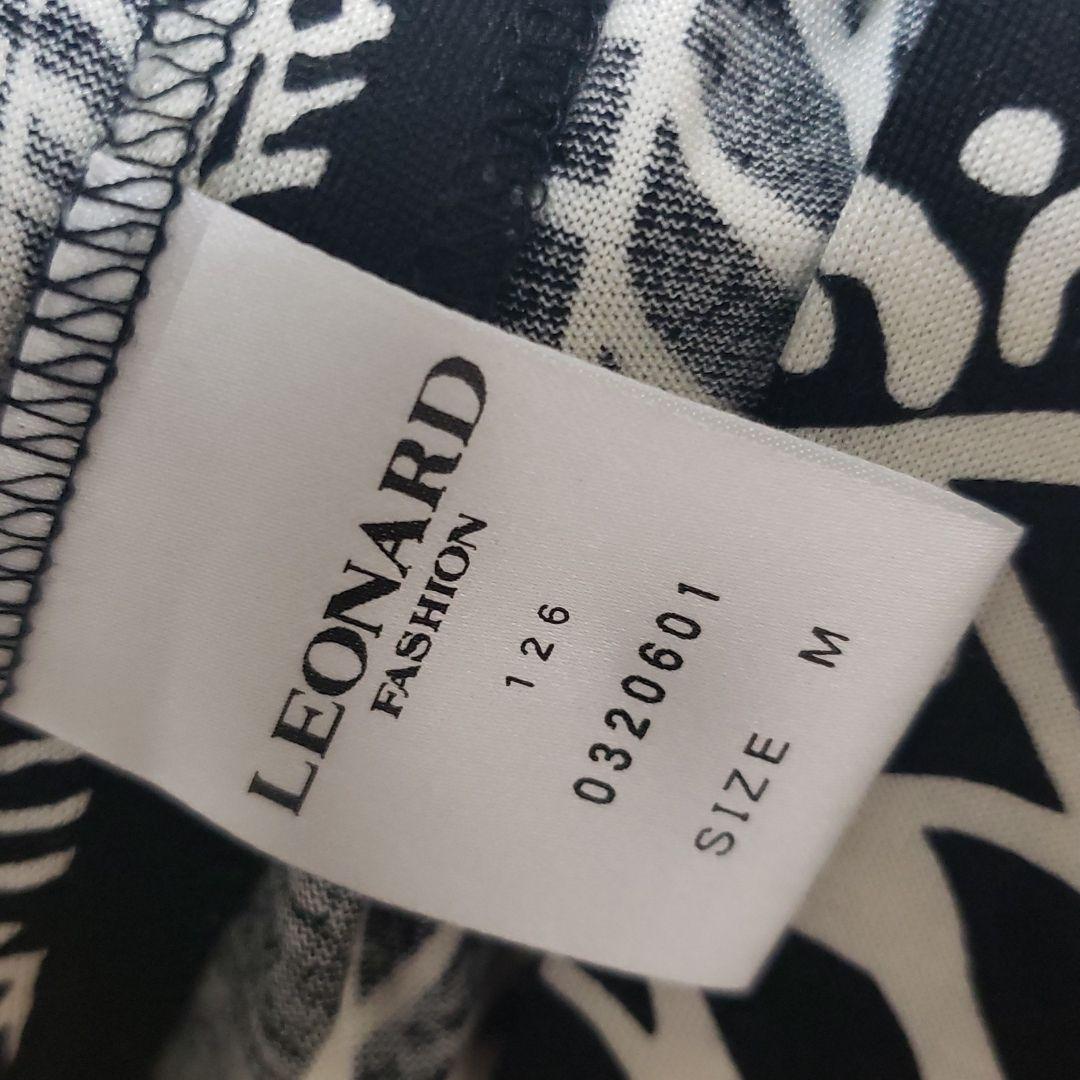 LEONARD
FASHION
126
0320601
SIZE M